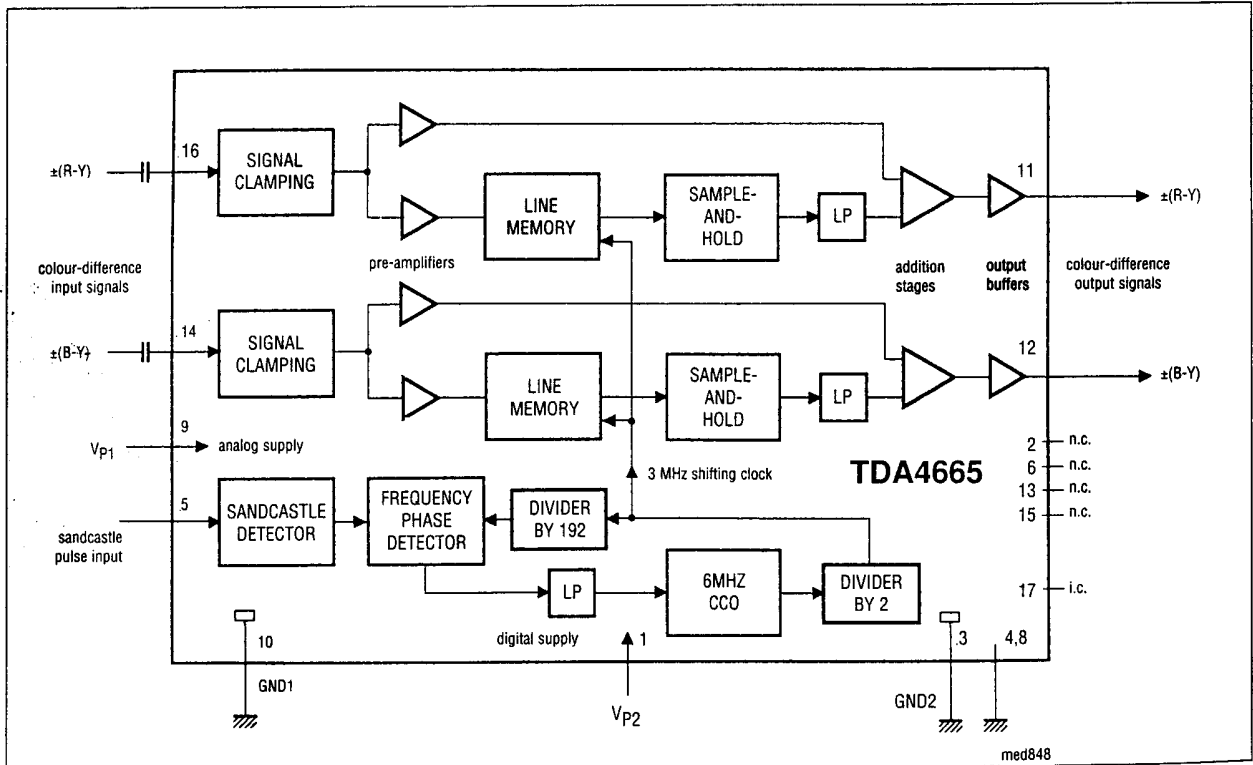 .16
±(R-Y)
SIGNAL
CLAMPING
LINE
MEMORY
SAMPLE-
AND-
HOLD
LP
11
±(R-Y)
colour-difference
input signals
pre-amplifiers
addition
stages
output
buffers
colour-difference
output signals
.14
±(B-Y)
SIGNAL
CLAMPING
LINE
MEMORY
SAMPLE-
AND-
HOLD
LP
12
±(B-Y)
9
VP1
analog supply
2 n.c.
6 n.c.
13 n.c.
15 n.c.
17 i.c.
3 MHz shifting clock
TDA4665
.5
sandcastle
pulse input
SANDCASTLE
DETECTOR
FREQUENCY
PHASE
DETECTOR
DIVIDER
BY 192
LP
6MHZ
CCO
DIVIDER
BY 2
digital supply
1
VP2
10
GND1
.3
GND2
4,8
med848